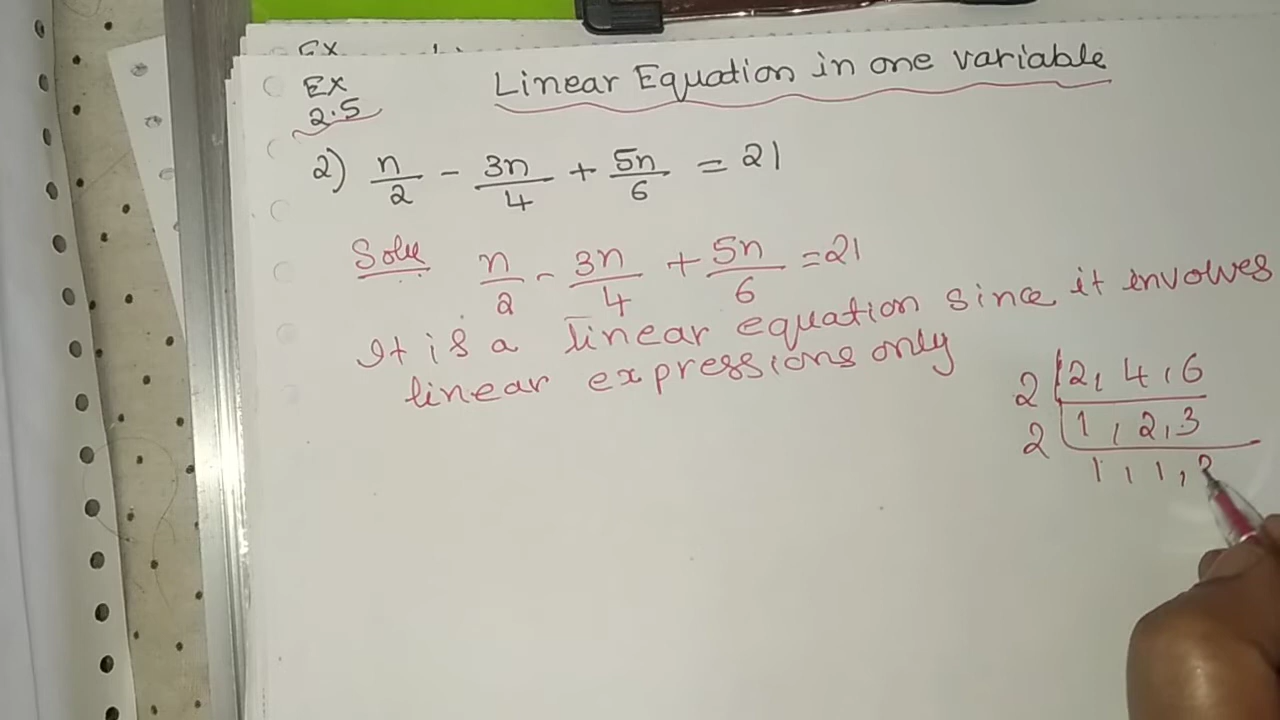 Ex
Ex
2.5
Linear Equation in one variable
2) n/2 - 3n/4 + 5n/6 = 21
Solu n/2 - 3n/4 + 5n/6 = 21
It is a linear equation since it involves
linear expressions only
2 | 2, 4, 6
2 | 1, 2, 3
1, 1, 3